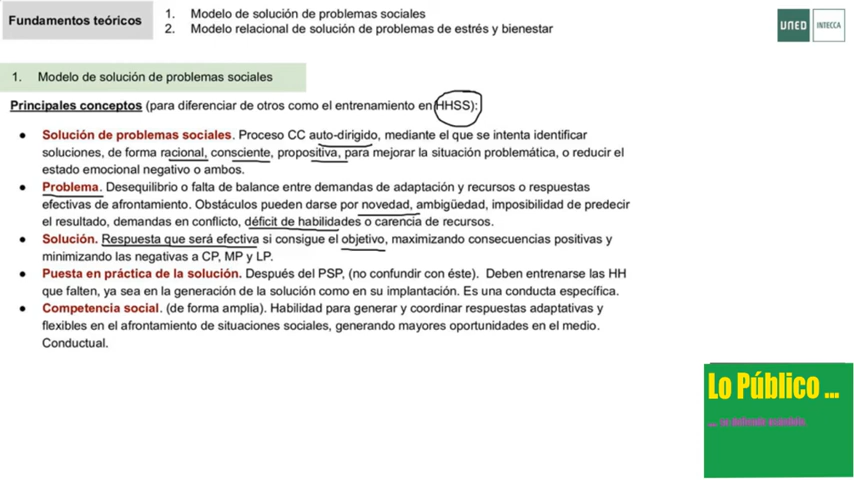 Fundamentos teóricos
1. Modelo de solución de problemas sociales
2. Modelo relacional de solución de problemas de estrés y bienestar
UNED INTECCA
1. Modelo de solución de problemas sociales
Principales conceptos (para diferenciar de otros como el entrenamiento en HHSS):
● Solución de problemas sociales. Proceso CC auto-dirigido, mediante el que se intenta identificar
soluciones, de forma racional, consciente, propositiva, para mejorar la situación problemática, o reducir el
estado emocional negativo o ambos.
● Problema. Desequilibrio o falta de balance entre demandas de adaptación y recursos o respuestas
efectivas de afrontamiento. Obstáculos pueden darse por novedad, ambigüedad, imposibilidad de predecir
el resultado, demandas en conflicto, déficit de habilidades o carencia de recursos.
● Solución. Respuesta que será efectiva si consigue el objetivo, maximizando consecuencias positivas y
minimizando las negativas a CP, MP y LP.
● Puesta en práctica de la solución. Después del PSP, (no confundir con éste). Deben entrenarse las HH
que falten, ya sea en la generación de la solución como en su implantación. Es una conducta específica.
● Competencia social. (de forma amplia). Habilidad para generar y coordinar respuestas adaptativas y
flexibles en el afrontamiento de situaciones sociales, generando mayores oportunidades en el medio.
Conductual.
Lo Público ...